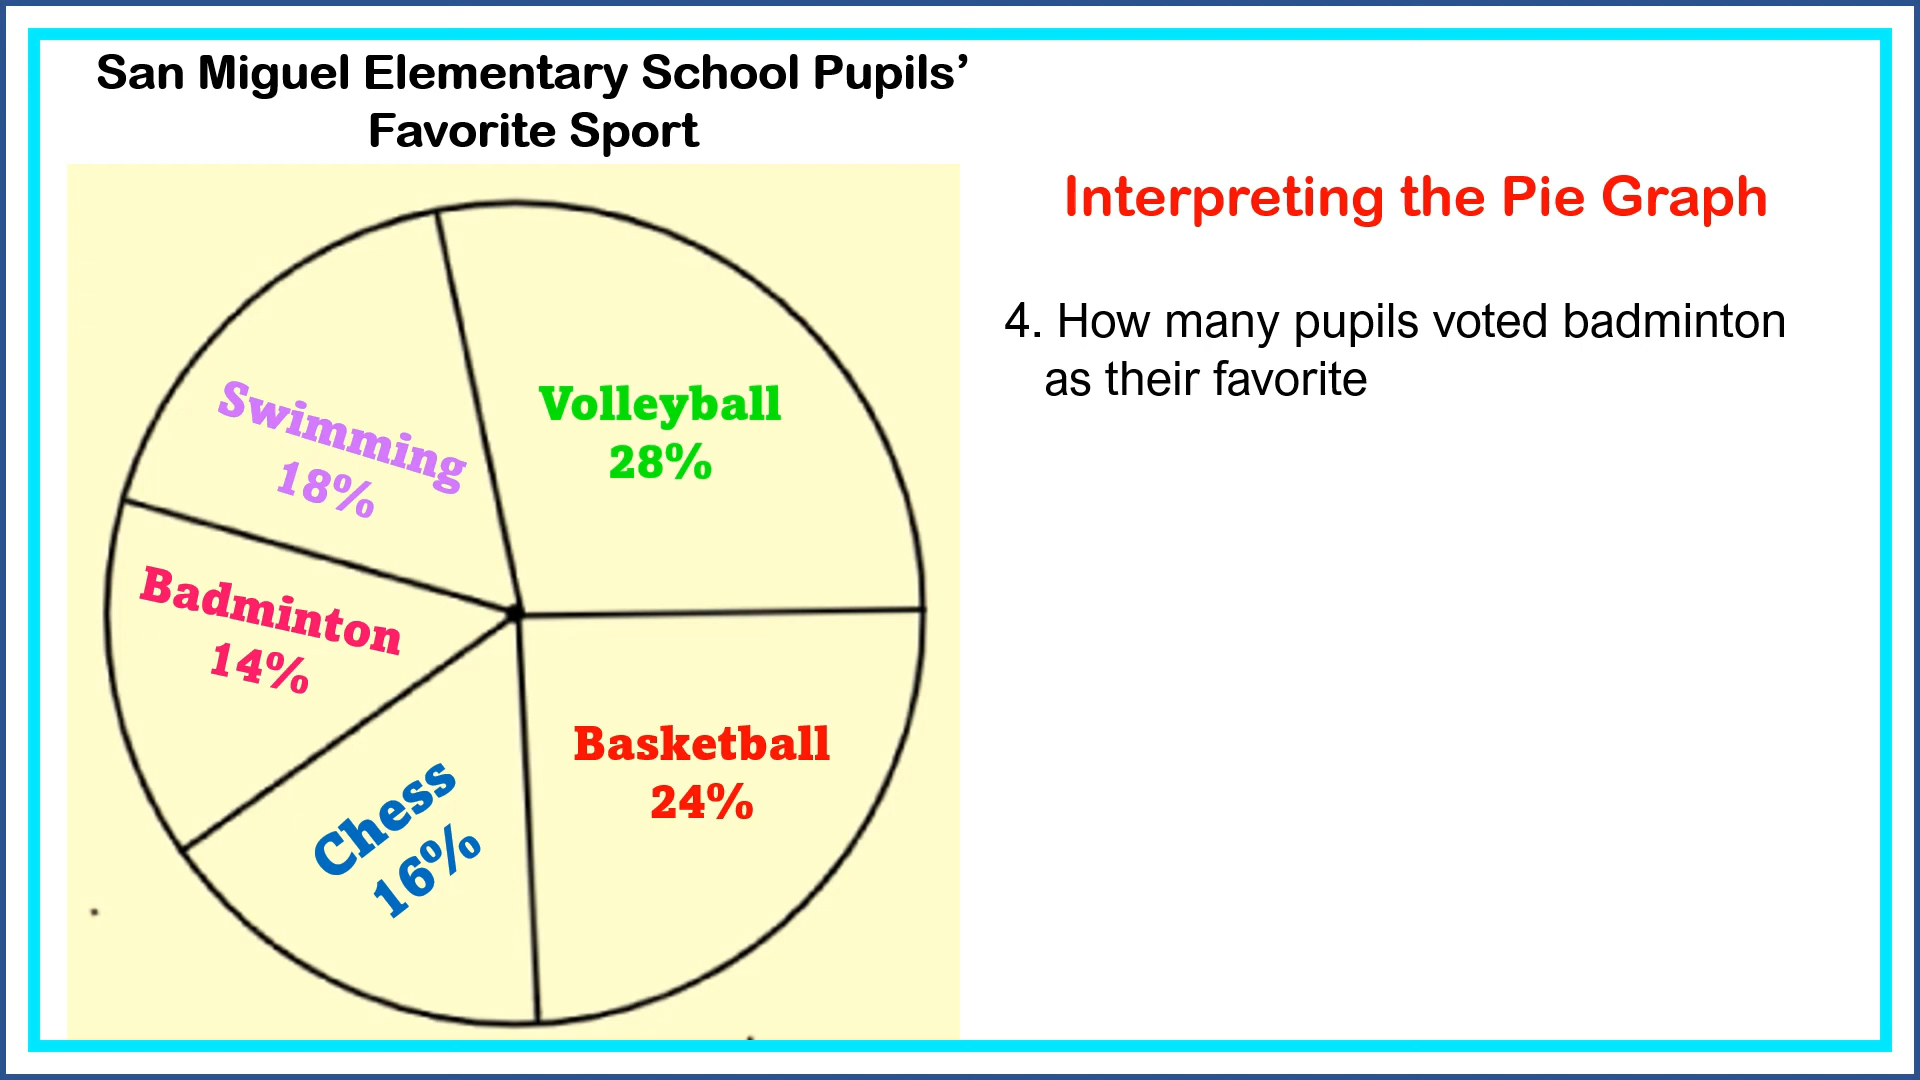 San Miguel Elementary School Pupils’
Favorite Sport
Interpreting the Pie Graph
4. How many pupils voted badminton
as their favorite
Volleyball
28%
Swimming
18%
Badminton
14%
Basketball
24%
Chess
16%